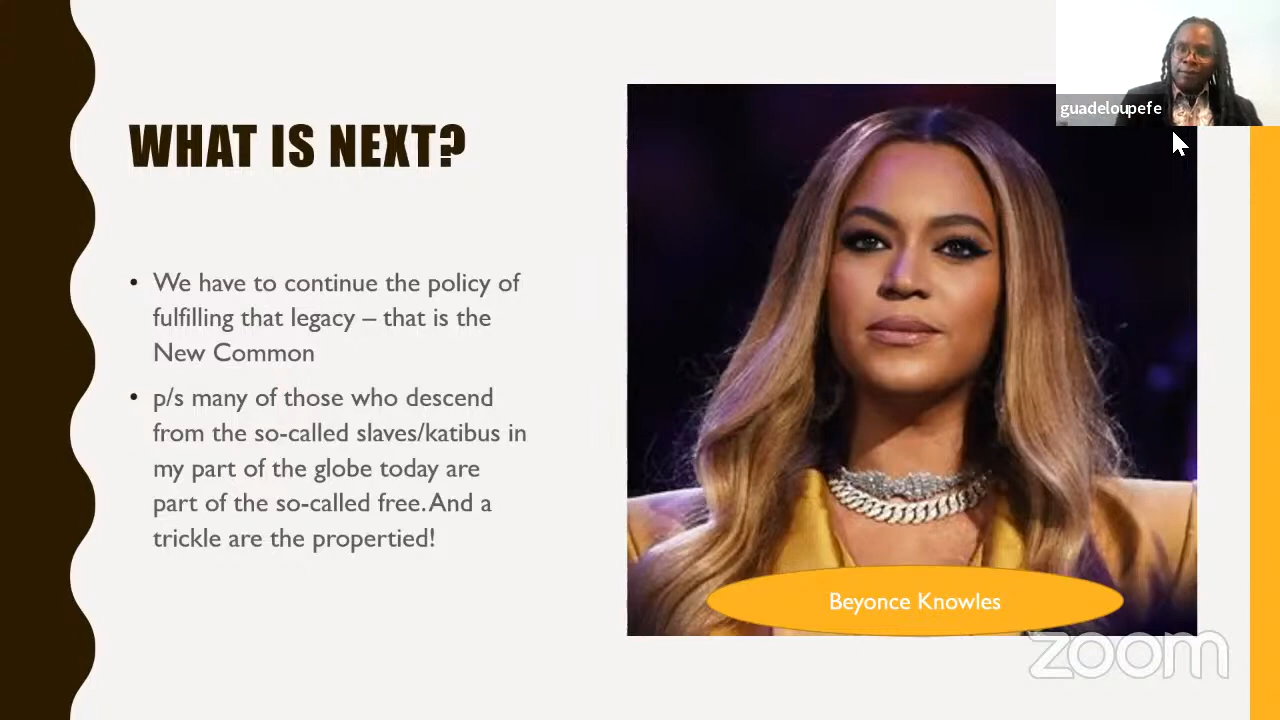 guadeloupefe
WHAT IS NEXT?
• We have to continue the policy of
fulfilling that legacy – that is the
New Common
• p/s many of those who descend
from the so-called slaves/katibus in
my part of the globe today are
part of the so-called free. And a
trickle are the propertied!
Beyonce Knowles
zoom